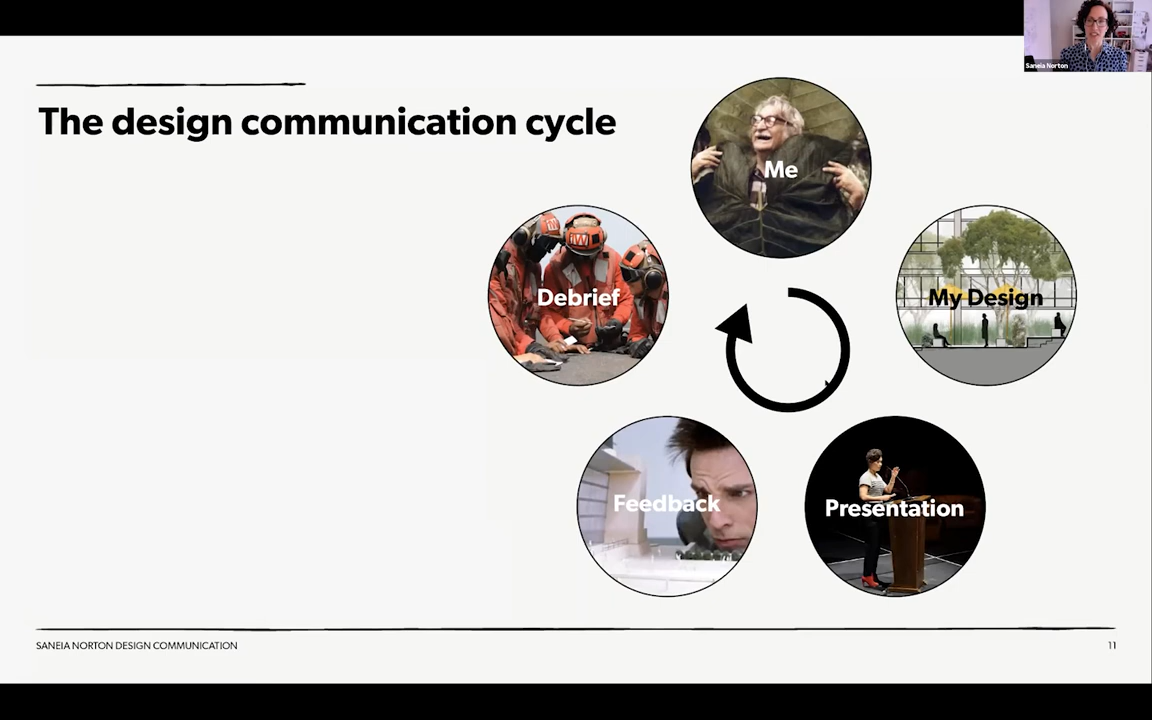 Saneia Norton
The design communication cycle
Me
Debrief
My Design
Feedback
Presentation
SANEIA NORTON DESIGN COMMUNICATION
11